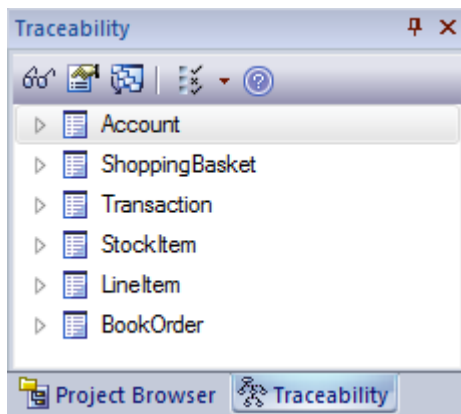 Traceability
Account
ShoppingBasket
Transaction
StockItem
LineItem
BookOrder
Project Browser Traceability